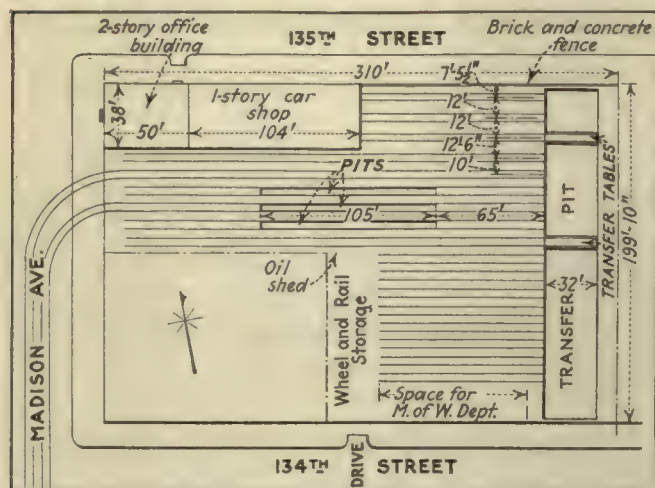 2-story office
building
135TH STREET
Brick and concrete
fence
310'
7'-5½"
38'
1-story car
shop
12'
12'
50'
104'
12'-6"
10'
PITS
105'
65'
PIT
TRANSFER TABLES
199'-10"
MADISON AVE.
Oil
shed
Wheel and Rail
Storage
32'
TRANSFER
Space for
M. of W. Dept.
134TH STREET
DRIVE